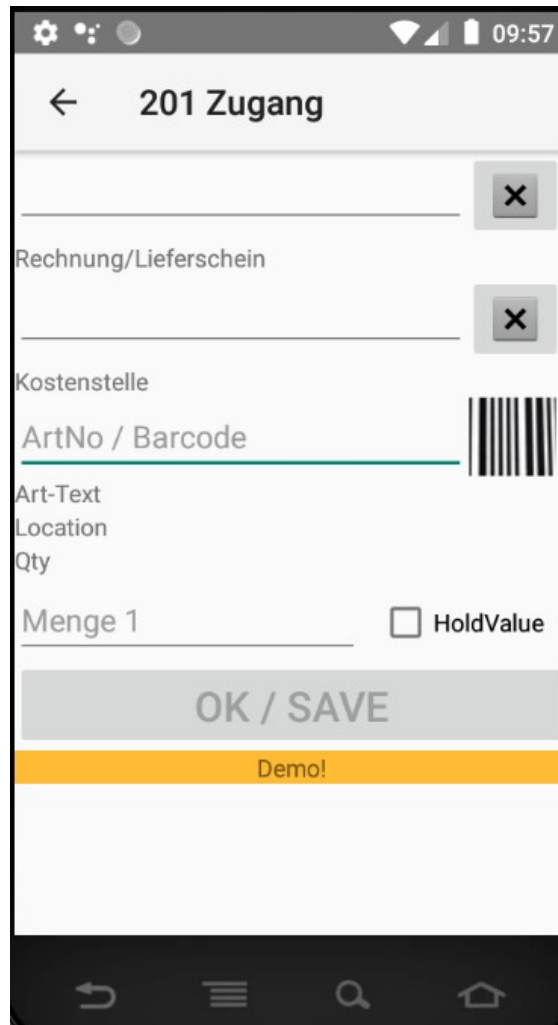 09:57
201 Zugang
Rechnung/Lieferschein
Kostenstelle
ArtNo / Barcode
Art-Text
Location
Qty
Menge 1
HoldValue
OK / SAVE
Demo!